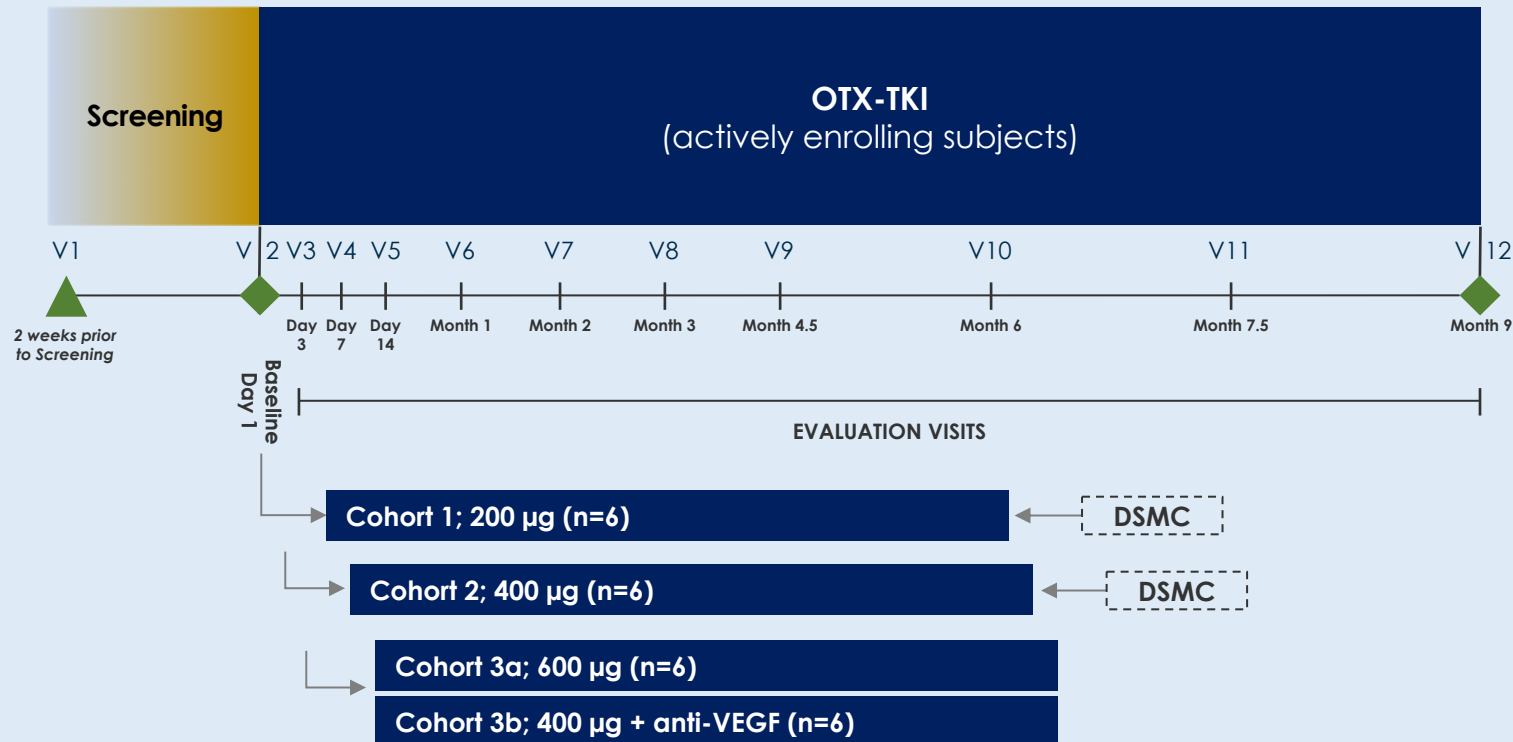 Screening
OTX-TKI
(actively enrolling subjects)
V1
V 2
V3
V4
V5
V6
V7
V8
V9
V10
V11
V 12
2 weeks prior
to Screening
Baseline
Day 1
Day
3
Day
7
Day
14
Month 1
Month 2
Month 3
Month 4.5
Month 6
Month 7.5
Month 9
EVALUATION VISITS
Cohort 1; 200 µg (n=6)
DSMC
Cohort 2; 400 µg (n=6)
DSMC
Cohort 3a; 600 µg (n=6)
Cohort 3b; 400 µg + anti-VEGF (n=6)